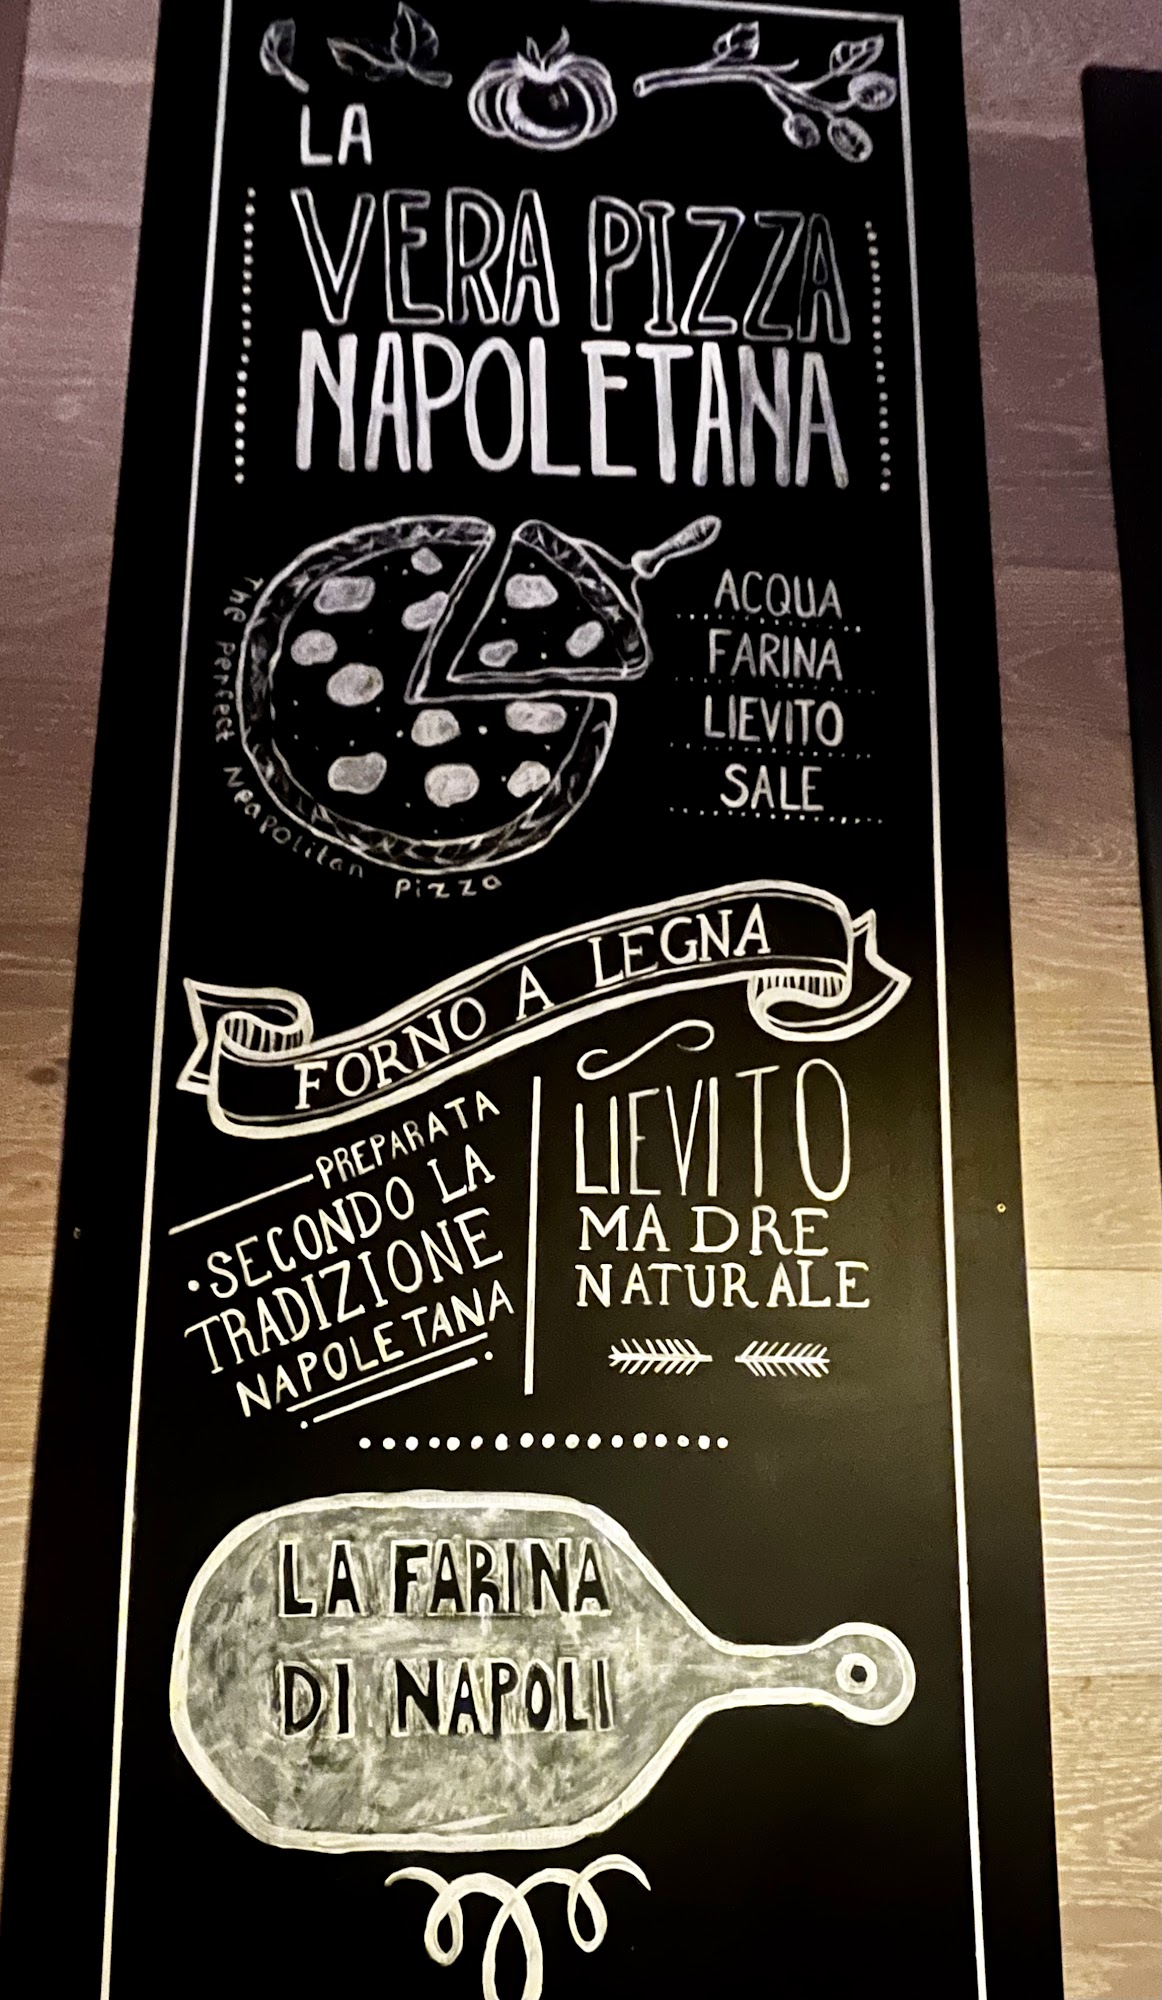 LA
VERA PIZZA
NAPOLETANA
The perfect Neapolitan Pizza
ACQUA
FARINA
LIEVITO
SALE
FORNO A LEGNA
PREPARATA
SECONDO LA
TRADIZIONE
NAPOLETANA
LIEVITO
MADRE
NATURALE
LA FARINA
DI NAPOLI